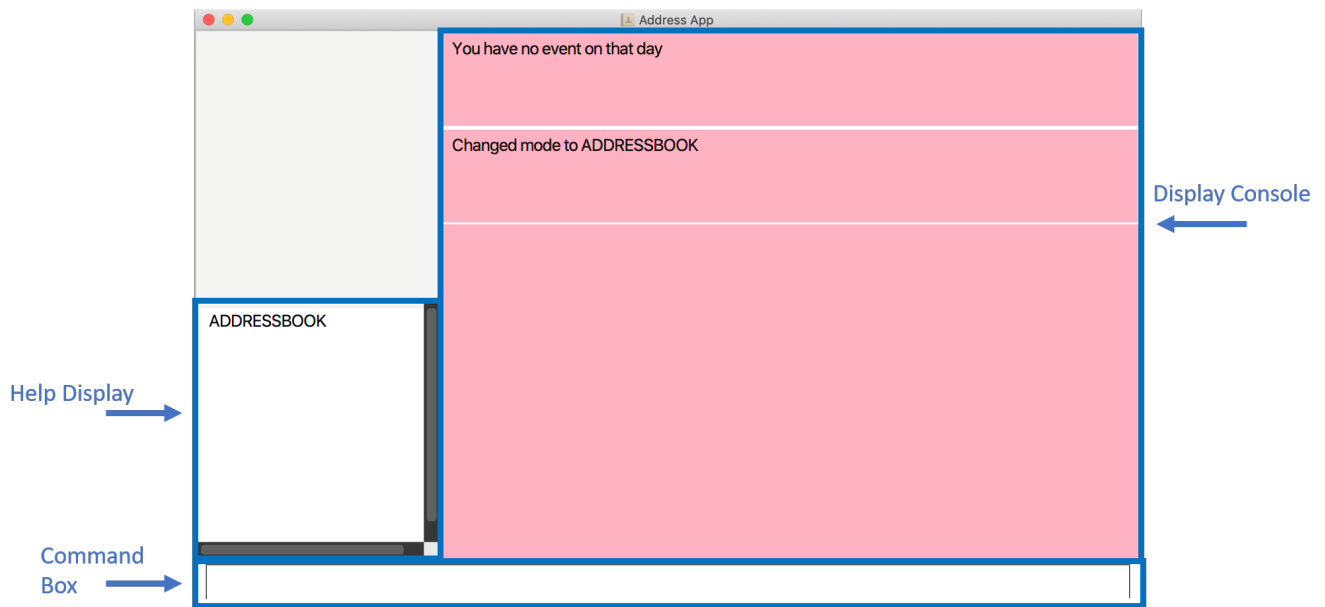 Address App
You have no event on that day
Changed mode to ADDRESSBOOK
Display Console
ADDRESSBOOK
Help Display
Command
Box